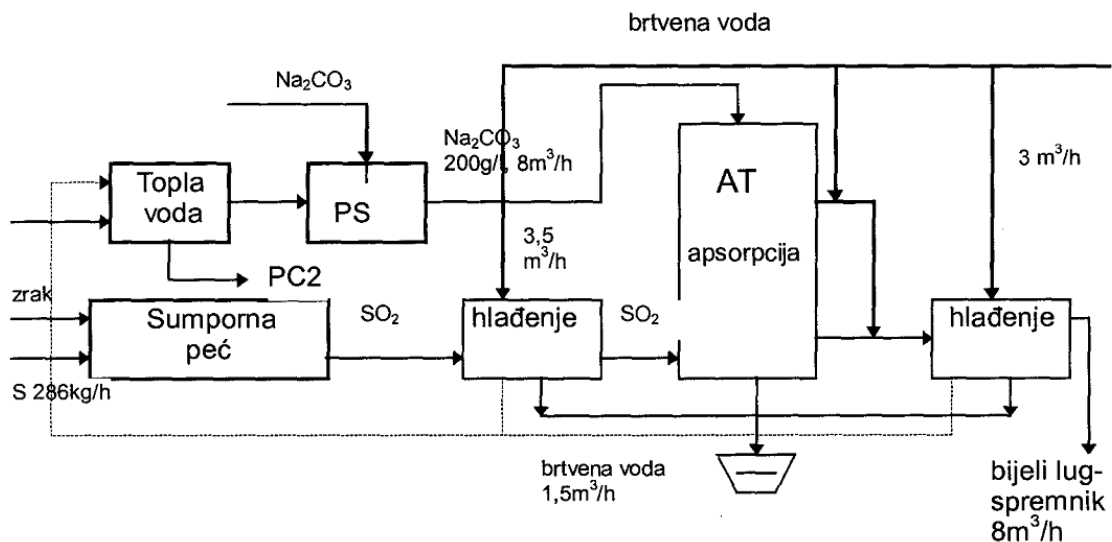 brtvena voda
Na₂CO₃
Na₂CO₃
200g/l, 8m³/h
3 m³/h
Topla
voda
PS
AT
apsorpcija
3,5
m³/h
PC2
zrak
Sumporna
peć
SO₂
hlađenje
SO₂
hlađenje
S 286kg/h
brtvena voda
1,5m³/h
bijeli lug-
spremnik
8m³/h